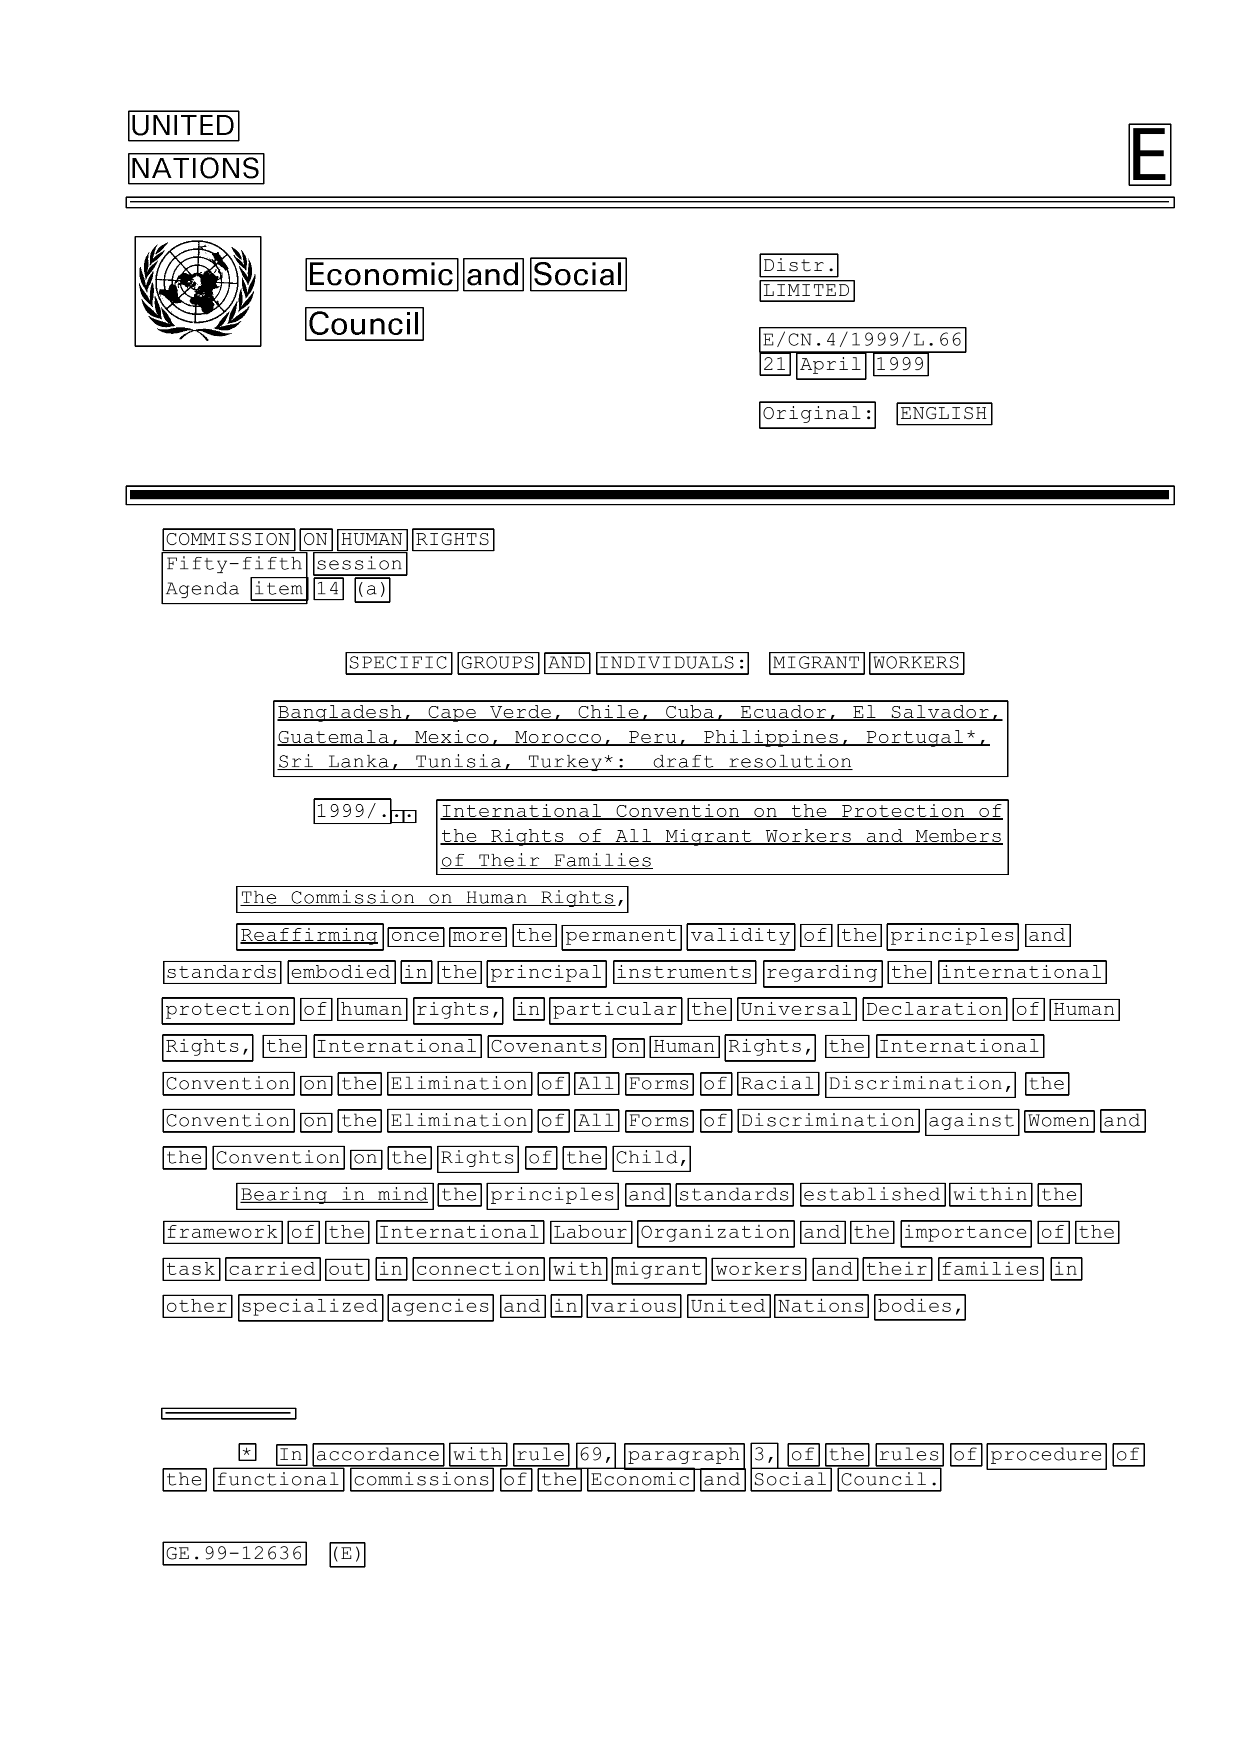 UNITED
NATIONS
E
Economic and Social
Council
Distr.
LIMITED
E/CN.4/1999/L.66
21 April 1999
Original: ENGLISH
COMMISSION ON HUMAN RIGHTS
Fifty-fifth session
Agenda item 14 (a)
SPECIFIC GROUPS AND INDIVIDUALS: MIGRANT WORKERS
Bangladesh, Cape Verde, Chile, Cuba, Ecuador, El Salvador,
Guatemala, Mexico, Morocco, Peru, Philippines, Portugal*,
Sri Lanka, Tunisia, Turkey*: draft resolution
1999/... International Convention on the Protection of
the Rights of All Migrant Workers and Members
of Their Families
The Commission on Human Rights,
Reaffirming once more the permanent validity of the principles and
standards embodied in the principal instruments regarding the international
protection of human rights, in particular the Universal Declaration of Human
Rights, the International Covenants on Human Rights, the International
Convention on the Elimination of All Forms of Racial Discrimination, the
Convention on the Elimination of All Forms of Discrimination against Women and
the Convention on the Rights of the Child,
Bearing in mind the principles and standards established within the
framework of the International Labour Organization and the importance of the
task carried out in connection with migrant workers and their families in
other specialized agencies and in various United Nations bodies,
* In accordance with rule 69, paragraph 3, of the rules of procedure of
the functional commissions of the Economic and Social Council.
GE.99-12636 (E)